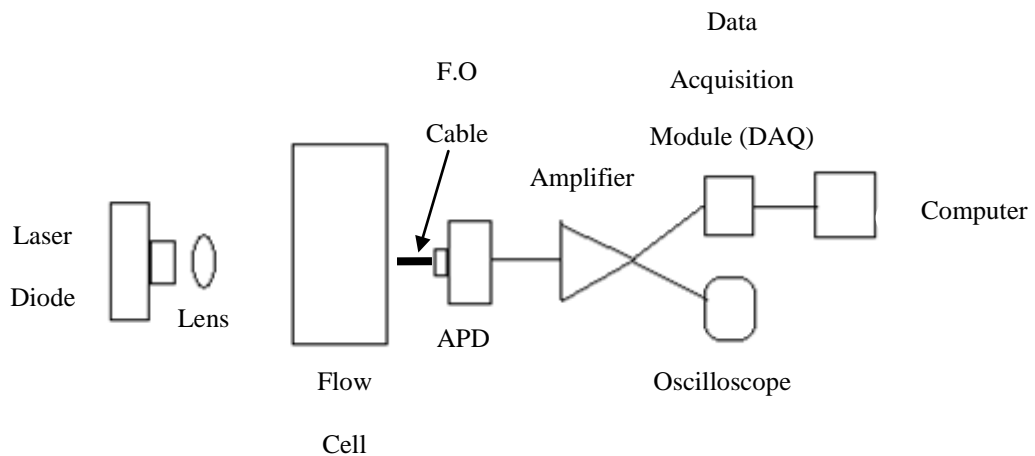 Laser
Diode
Lens
Flow
Cell
F.O
Cable
APD
Amplifier
Data
Acquisition
Module (DAQ)
Oscilloscope
Computer